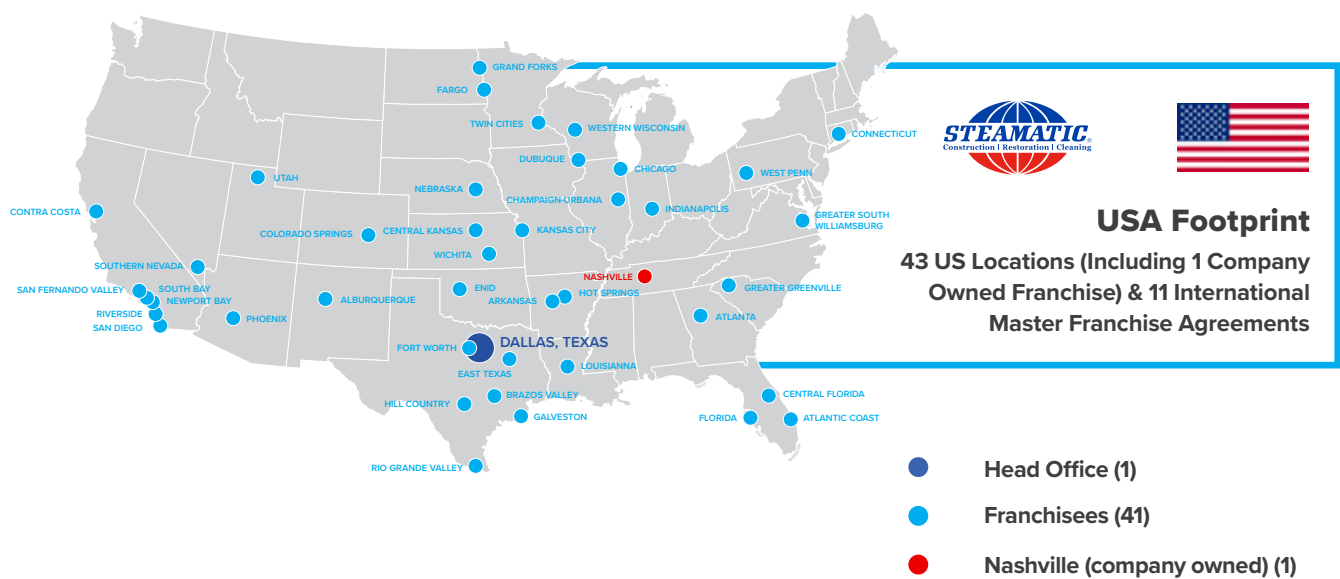 GRAND FORKS
FARGO
TWIN CITIES
WESTERN WISCONSIN
CONNECTICUT
DUBUQUE
CHICAGO
WEST PENN
UTAH
NEBRASKA
CHAMPAIGN-URBANA
INDIANAPOLIS
CONTRA COSTA
GREATER SOUTH
WILLIAMSBURG
COLORADO SPRINGS
CENTRAL KANSAS
KANSAS CITY
WICHITA
SOUTHERN NEVADA
NASHVILLE
SAN FERNANDO VALLEY
SOUTH BAY
NEWPORT BAY
ENID
ARKANSAS
HOT SPRINGS
GREATER GREENVILLE
ALBURQUERQUE
RIVERSIDE
SAN DIEGO
PHOENIX
ATLANTA
FORT WORTH
DALLAS, TEXAS
EAST TEXAS
LOUISIANNA
HILL COUNTRY
BRAZOS VALLEY
GALVESTON
CENTRAL FLORIDA
FLORIDA
ATLANTIC COAST
RIO GRANDE VALLEY
STEAMATIC®
Construction | Restoration | Cleaning
USA Footprint
43 US Locations (Including 1 Company
Owned Franchise) & 11 International
Master Franchise Agreements
Head Office (1)
Franchisees (41)
Nashville (company owned) (1)